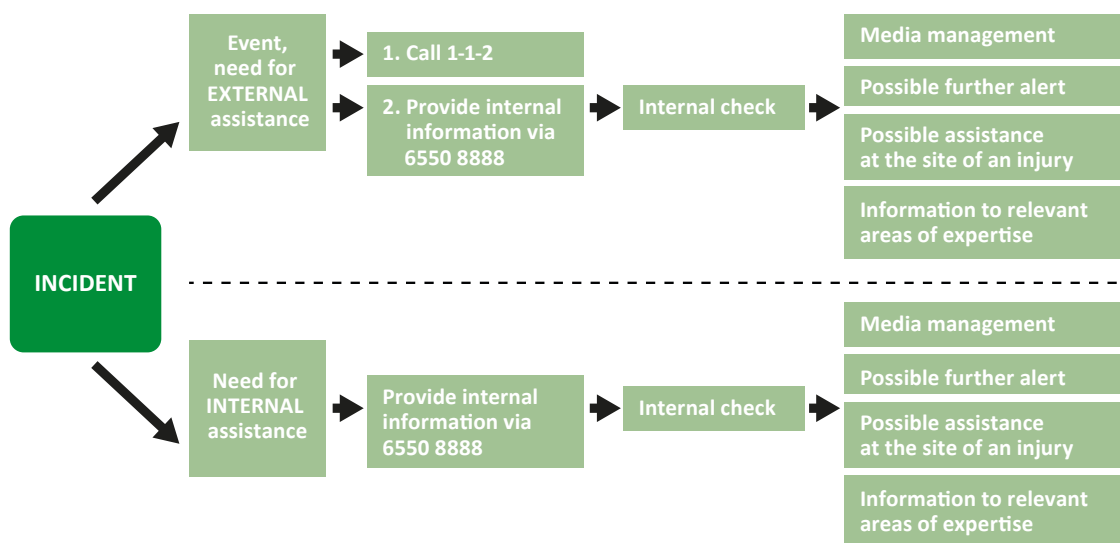 INCIDENT
Event,
need for
EXTERNAL
assistance
1. Call 1-1-2
2. Provide internal
information via
6550 8888
Internal check
Media management
Possible further alert
Possible assistance
at the site of an injury
Information to relevant
areas of expertise
Need for
INTERNAL
assistance
Provide internal
information via
6550 8888
Internal check
Media management
Possible further alert
Possible assistance
at the site of an injury
Information to relevant
areas of expertise